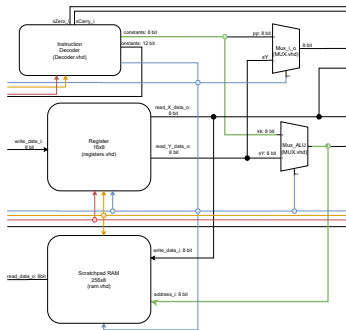 sZero_i sCarry_i
Instruction
Decoder
(Decoder.vhd)
constants: 8 bit
constants: 12 bit
pp: 8 bit
sY
Mux_i_o
(MUX.vhd)
8 bit
write_data_i:
8 bit
Register
16x8
(registers.vhd)
read_X_data_o:
8 bit
read_Y_data_o:
8 bit
kk: 8 bit
sY: 8 bit
Mux_ALU
(MUX.vhd)
Scratchpad RAM
256x8
(ram.vhd)
read_data_o: 8bit
write_data_i: 8 bit
address_i: 8 bit